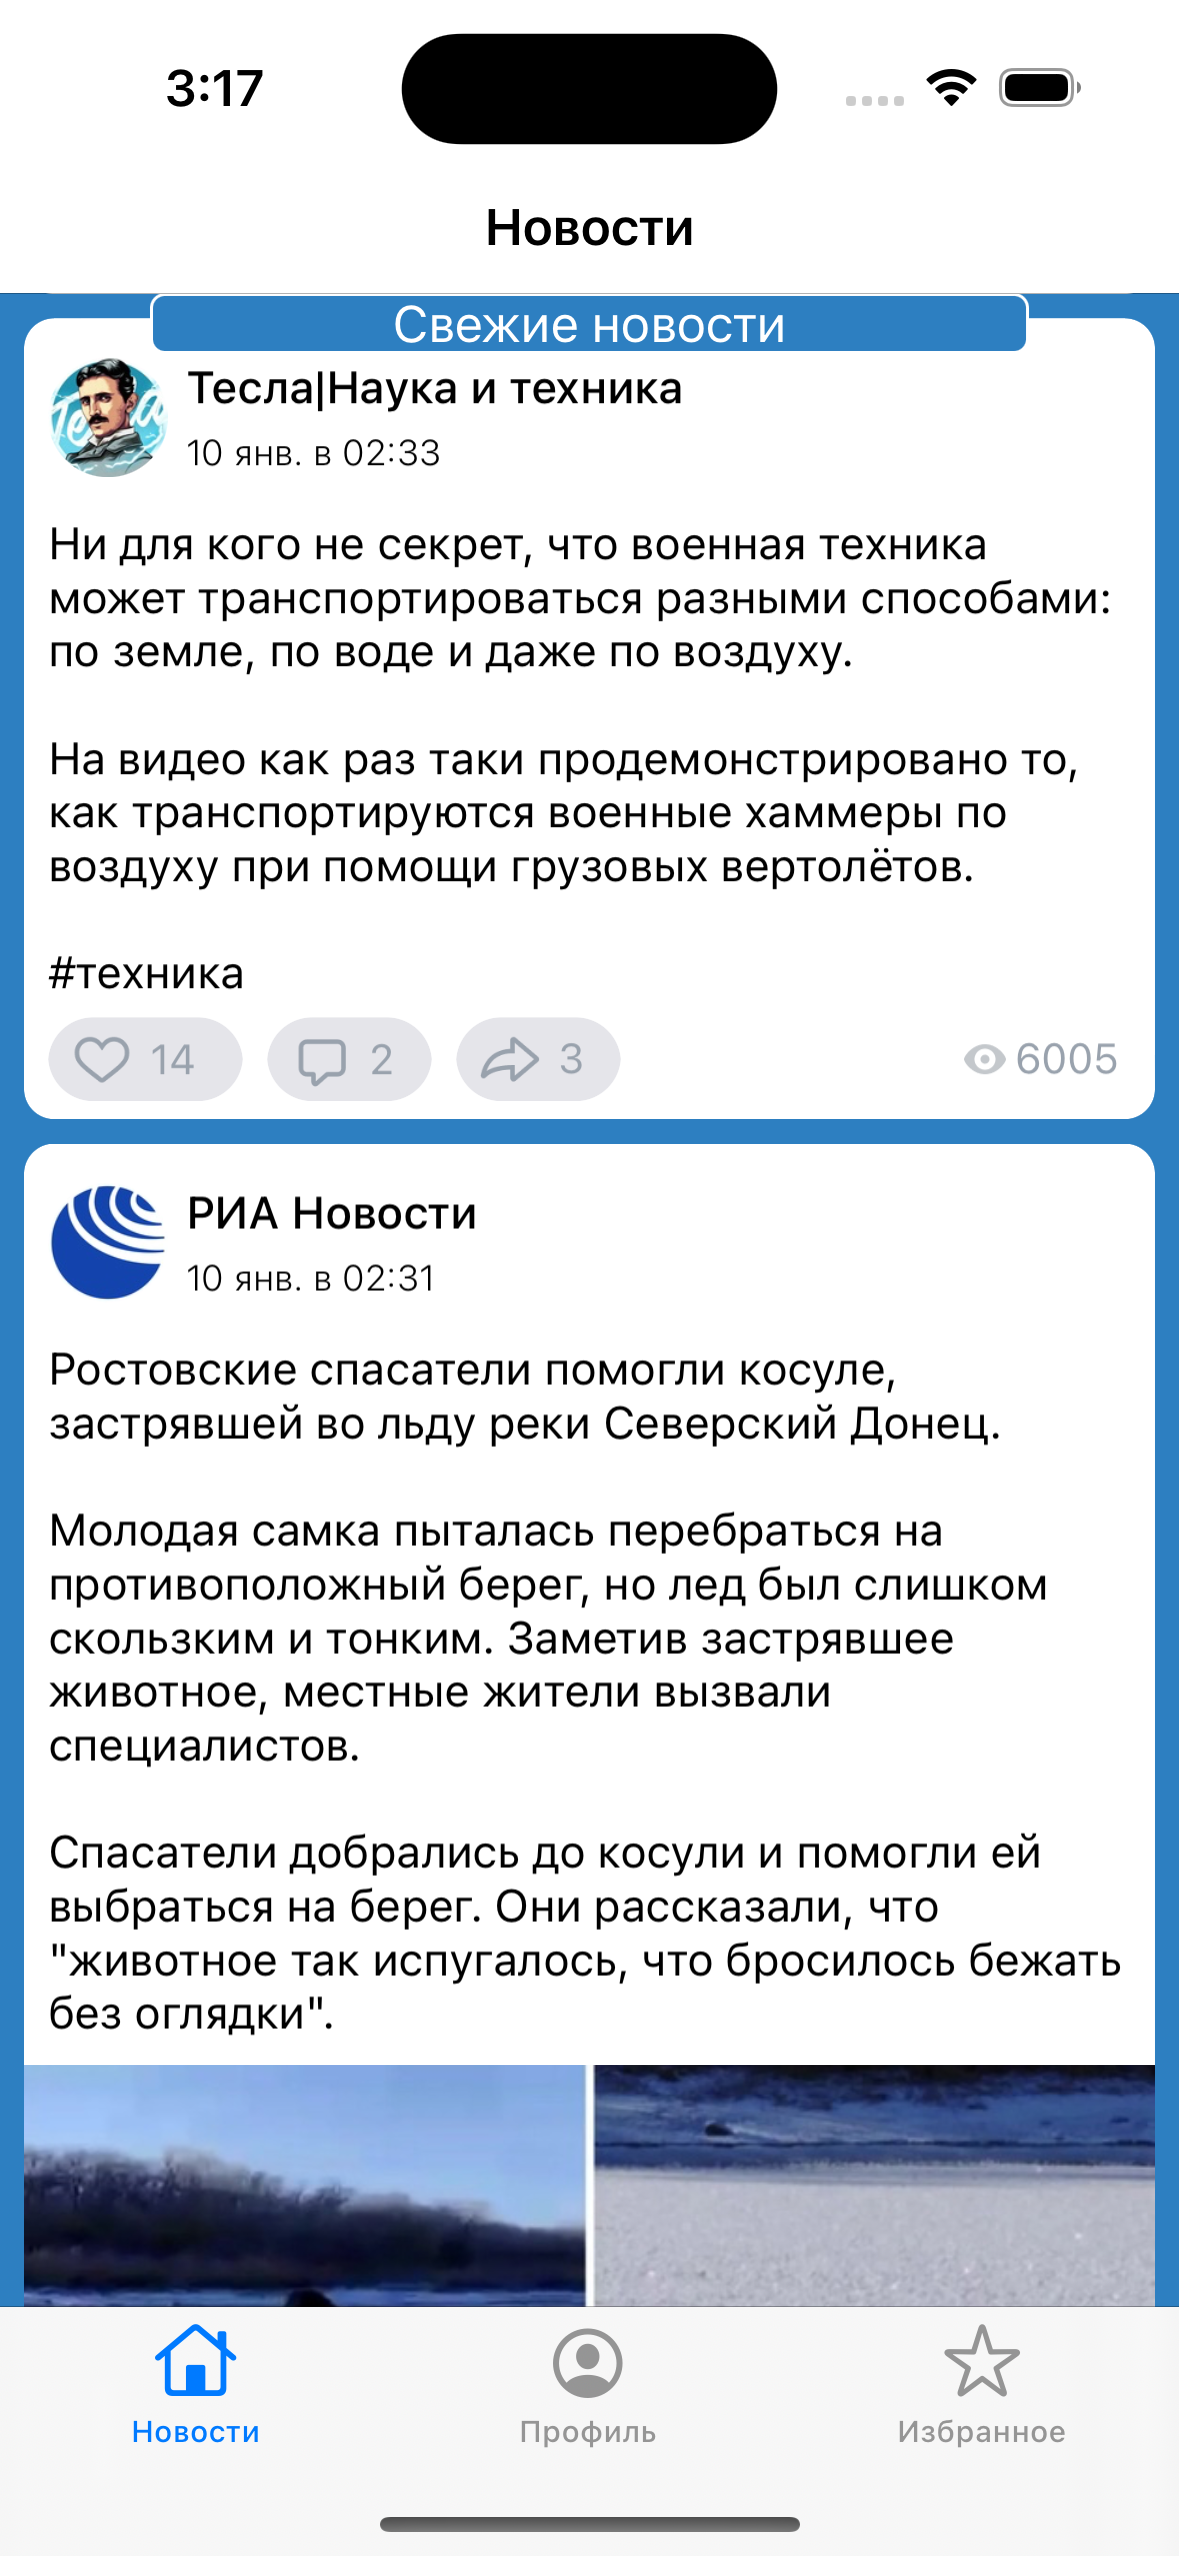 3:17
Новости
Свежие новости
Тесла|Наука и техника
10 янв. в 02:33
Ни для кого не секрет, что военная техника
может транспортироваться разными способами:
по земле, по воде и даже по воздуху.
На видео как раз таки продемонстрировано то,
как транспортируются военные хаммеры по
воздуху при помощи грузовых вертолётов.
#техника
14 2 3 6005
РИА Новости
10 янв. в 02:31
Ростовские спасатели помогли косуле,
застрявшей во льду реки Северский Донец.
Молодая самка пыталась перебраться на
противоположный берег, но лед был слишком
скользким и тонким. Заметив застрявшее
животное, местные жители вызвали
специалистов.
Спасатели добрались до косули и помогли ей
выбраться на берег. Они рассказали, что
"животное так испугалось, что бросилось бежать
без оглядки".
Новости Профиль Избранное